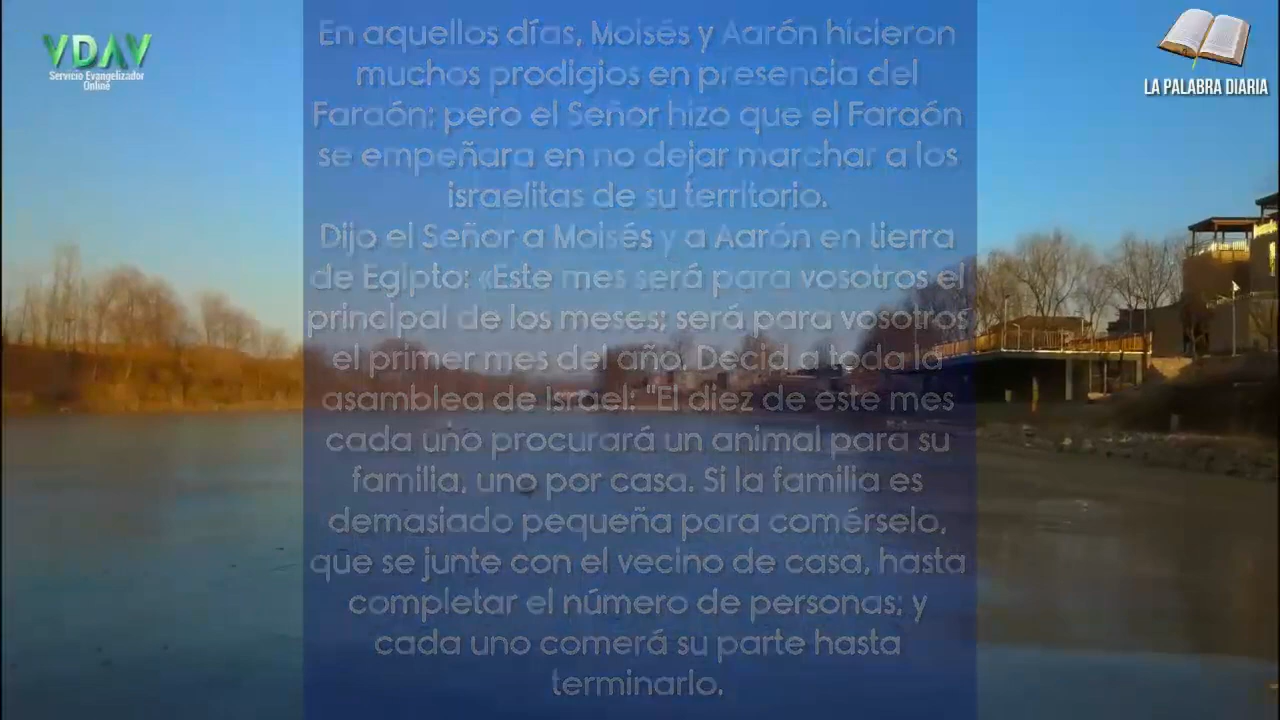 VDAV
Servicio Evangelizador
Online
LA PALABRA DIARIA
En aquellos días, Moisés y Aarón hicieron
muchos prodigios en presencia del
Faraón; pero el Señor hizo que el Faraón
se empeñara en no dejar marchar a los
israelitas de su territorio.
Dijo el Señor a Moisés y a Aarón en tierra
de Egipto: «Este mes será para vosotros el
principal de los meses; será para vosotros
el primer mes del año. Decid a toda la
asamblea de Israel: "El diez de este mes
cada uno procurará un animal para su
familia, uno por casa. Si la familia es
demasiado pequeña para comérselo,
que se junte con el vecino de casa, hasta
completar el número de personas; y
cada uno comerá su parte hasta
terminarlo.